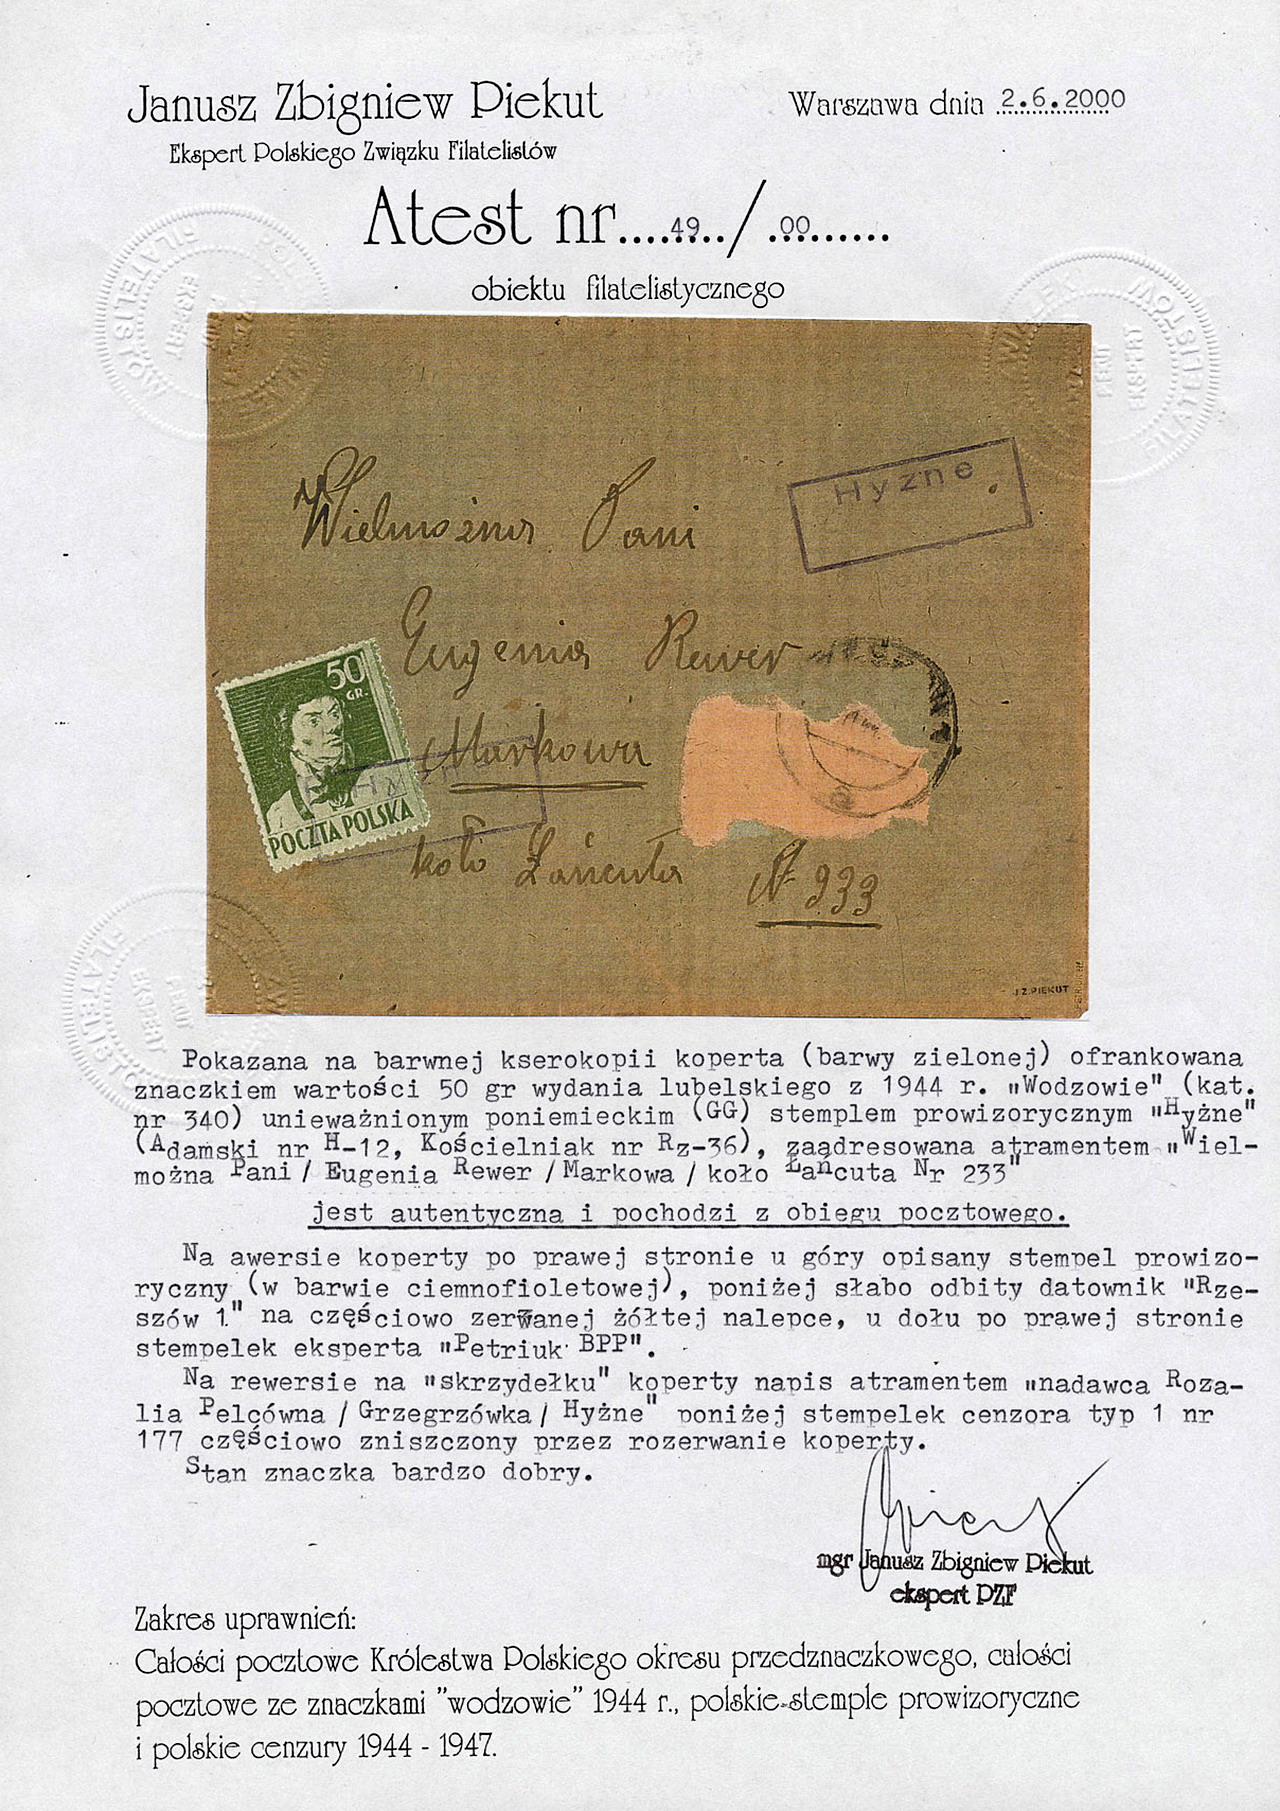 Janusz Zbigniew Piekut
Ekspert Polskiego Związku Filatelistów
Warszawa dnia 2.6.2000
Atest nr....49../.00.......
obiektu filatelistycznego
Hyżne
Wielmożna Pani
Eugenia Rewer
Markowa
koło Łańcuta N 233
50 GR.
POCZTA POLSKA
J.Z.PIEKUT
Pokazana na barwnej kserokopii koperta (barwy zielonej) ofrankowana
znaczkiem wartości 50 gr wydania lubelskiego z 1944 r. "Wodzowie" (kat.
nr 340) unieważnionym poniemieckim (GG) stemplem prowizorycznym "Hyżne"
(Adamski nr H-12, Kościelniak nr Rz-36), zaadresowana atramentem "Wiel-
można Pani / Eugenia Rewer / Markowa / koło Łańcuta Nr 233"
jest autentyczna i pochodzi z obiegu pocztowego.
Na awersie koperty po prawej stronie u góry opisany stempel prowizo-
ryczny (w barwie ciemnofioletowej), poniżej słabo odbity datownik "Rze-
szów 1" na częściowo zerwanej żółtej nalepce, u dołu po prawej stronie
stempelek eksperta "Petriuk BPP".
Na rewersie na "skrzydełku" koperty napis atramentem "nadawca Roza-
lia Pelcówna / Grzegrzówka / Hyżne" poniżej stempelek cenzora typ 1 nr
177 częściowo zniszczony przez rozerwanie koperty.
Stan znaczka bardzo dobry.
mgr Janusz Zbigniew Piekut
ekspert PZF
Zakres uprawnień:
Całości pocztowe Królestwa Polskiego okresu przedznaczkowego, całości
pocztowe ze znaczkami "wodzowie" 1944 r., polskie stemple prowizoryczne
i polskie cenzury 1944 - 1947.